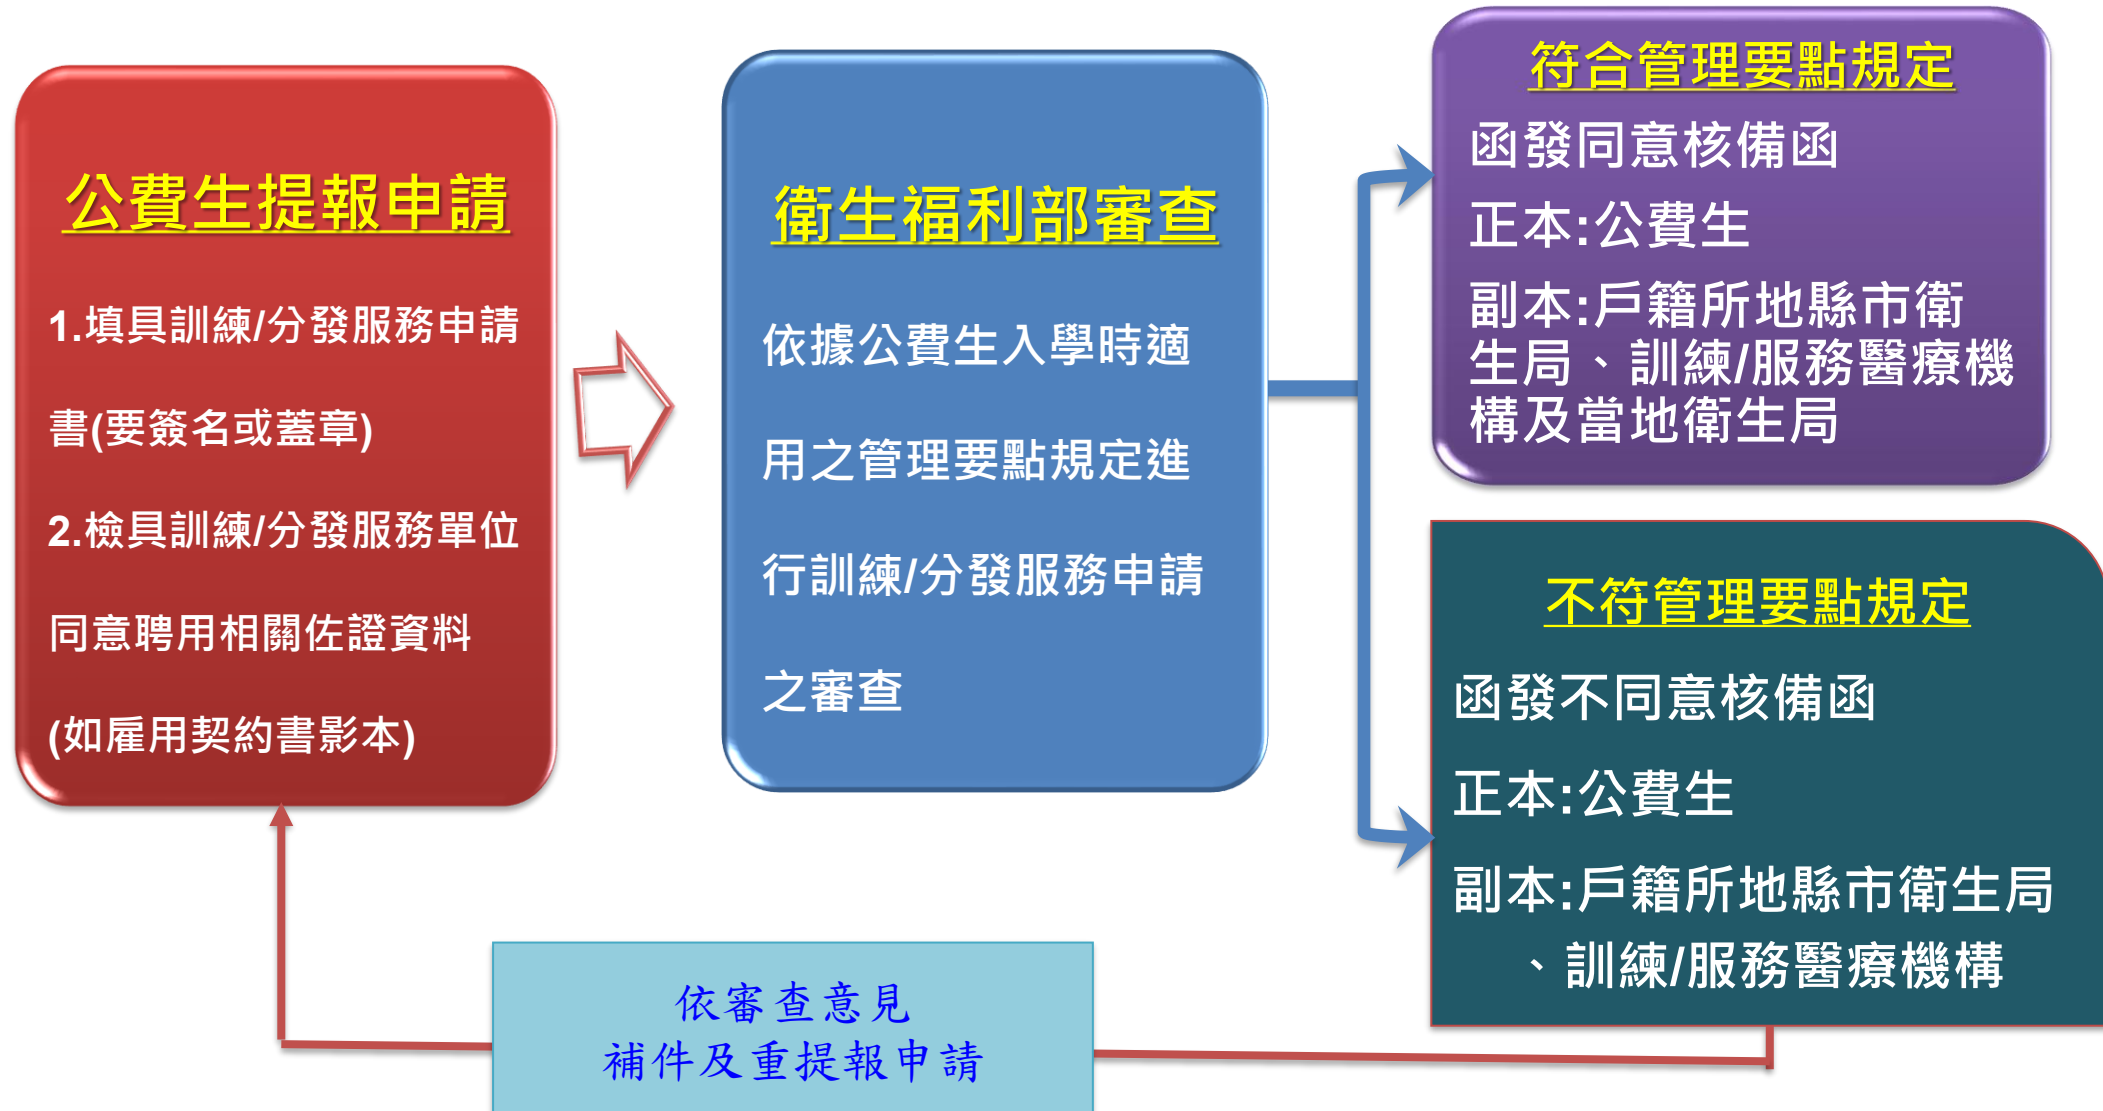 公費生提報申請
1.填具訓練/分發服務申請
書(要簽名或蓋章)
2.檢具訓練/分發服務單位
同意聘用相關佐證資料
(如雇用契約書影本)
衛生福利部審查
依據公費生入學時適
用之管理要點規定進
行訓練/分發服務申請
之審查
符合管理要點規定
函發同意核備函
正本:公費生
副本:戶籍所地縣市衛
生局、訓練/服務醫療機
構及當地衛生局
不符管理要點規定
函發不同意核備函
正本:公費生
副本:戶籍所地縣市衛生局
、訓練/服務醫療機構
依審查意見
補件及重提報申請